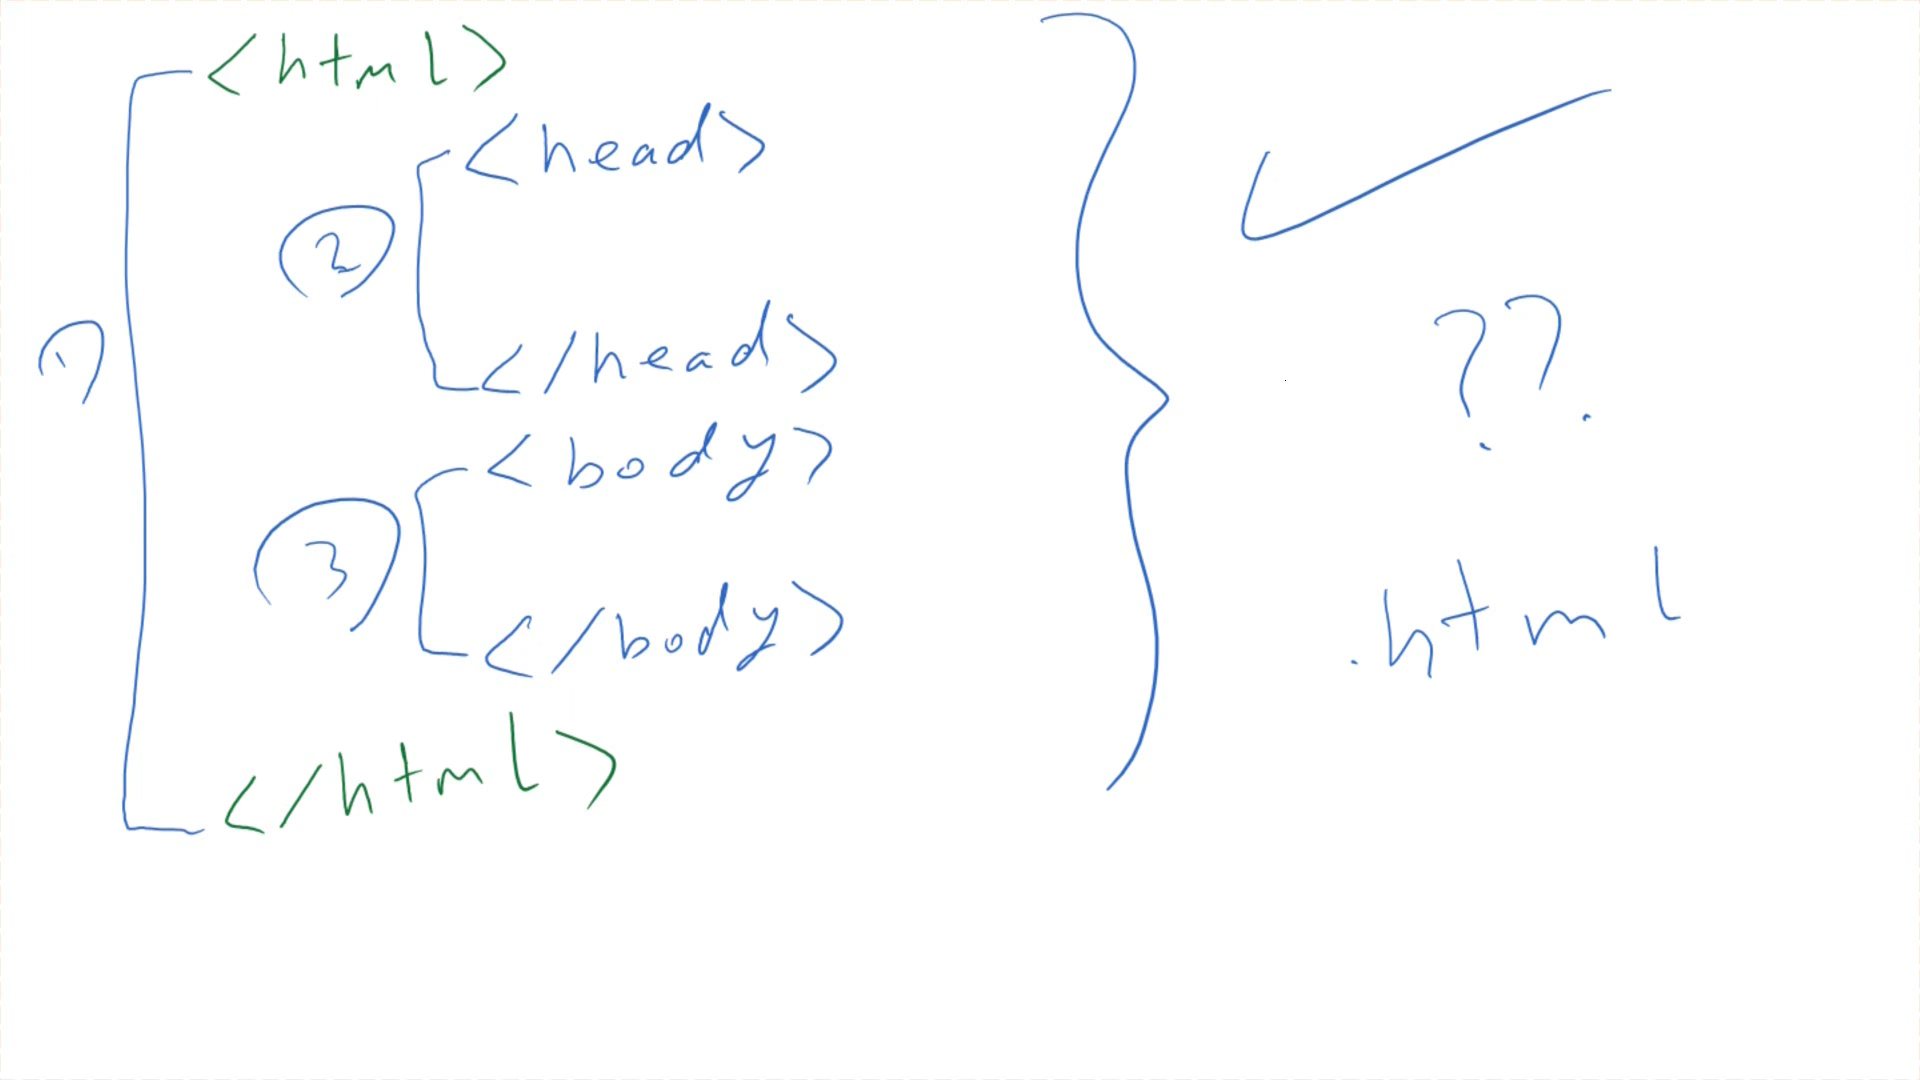 <html>
<head>
2
</head>
1
<body>
3
</body>
</html>
??
.html